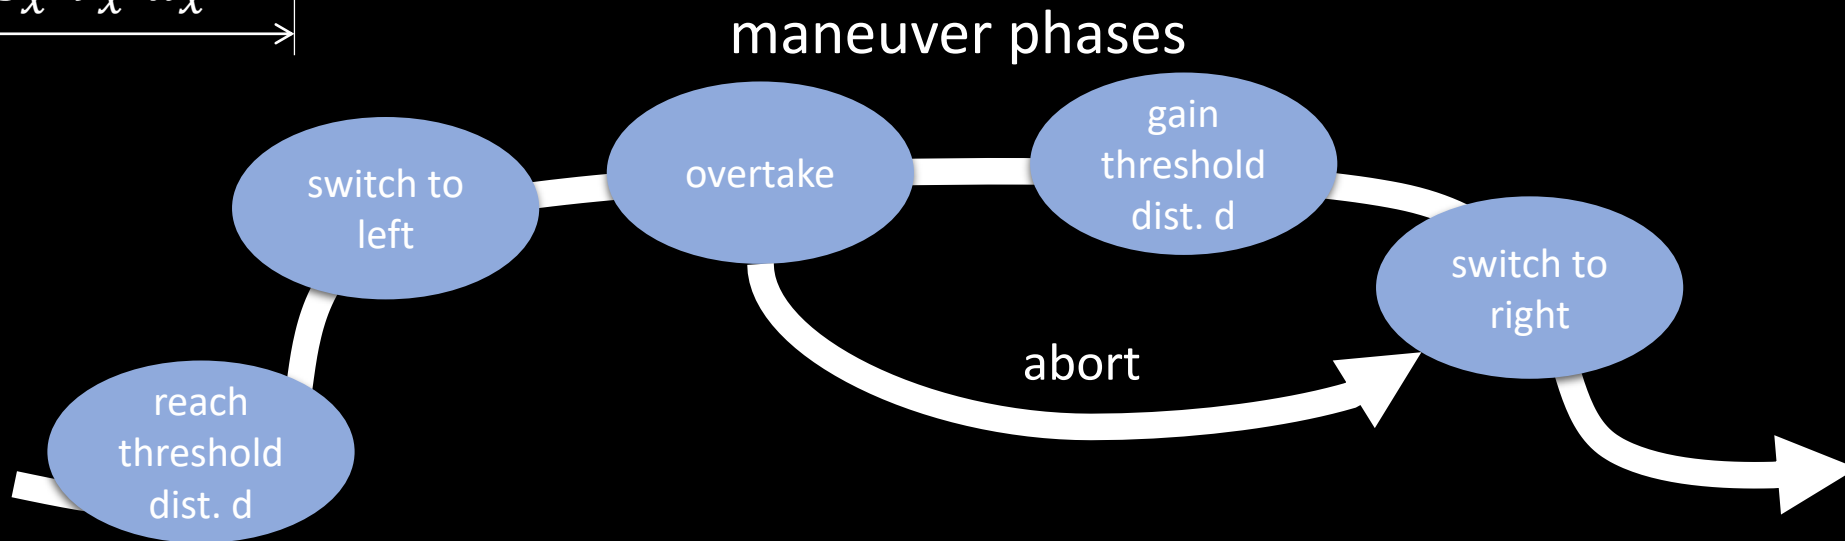 maneuver phases
reach
threshold
dist. d
switch to
left
overtake
gain
threshold
dist. d
switch to
right
abort